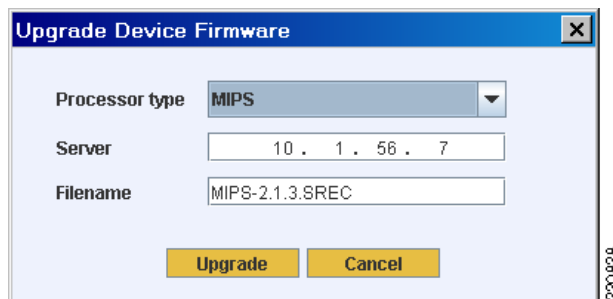 Upgrade Device Firmware
Processor type MIPS
Server 10 . 1 . 56 . 7
Filename MIPS-2.1.3.SREC
Upgrade Cancel